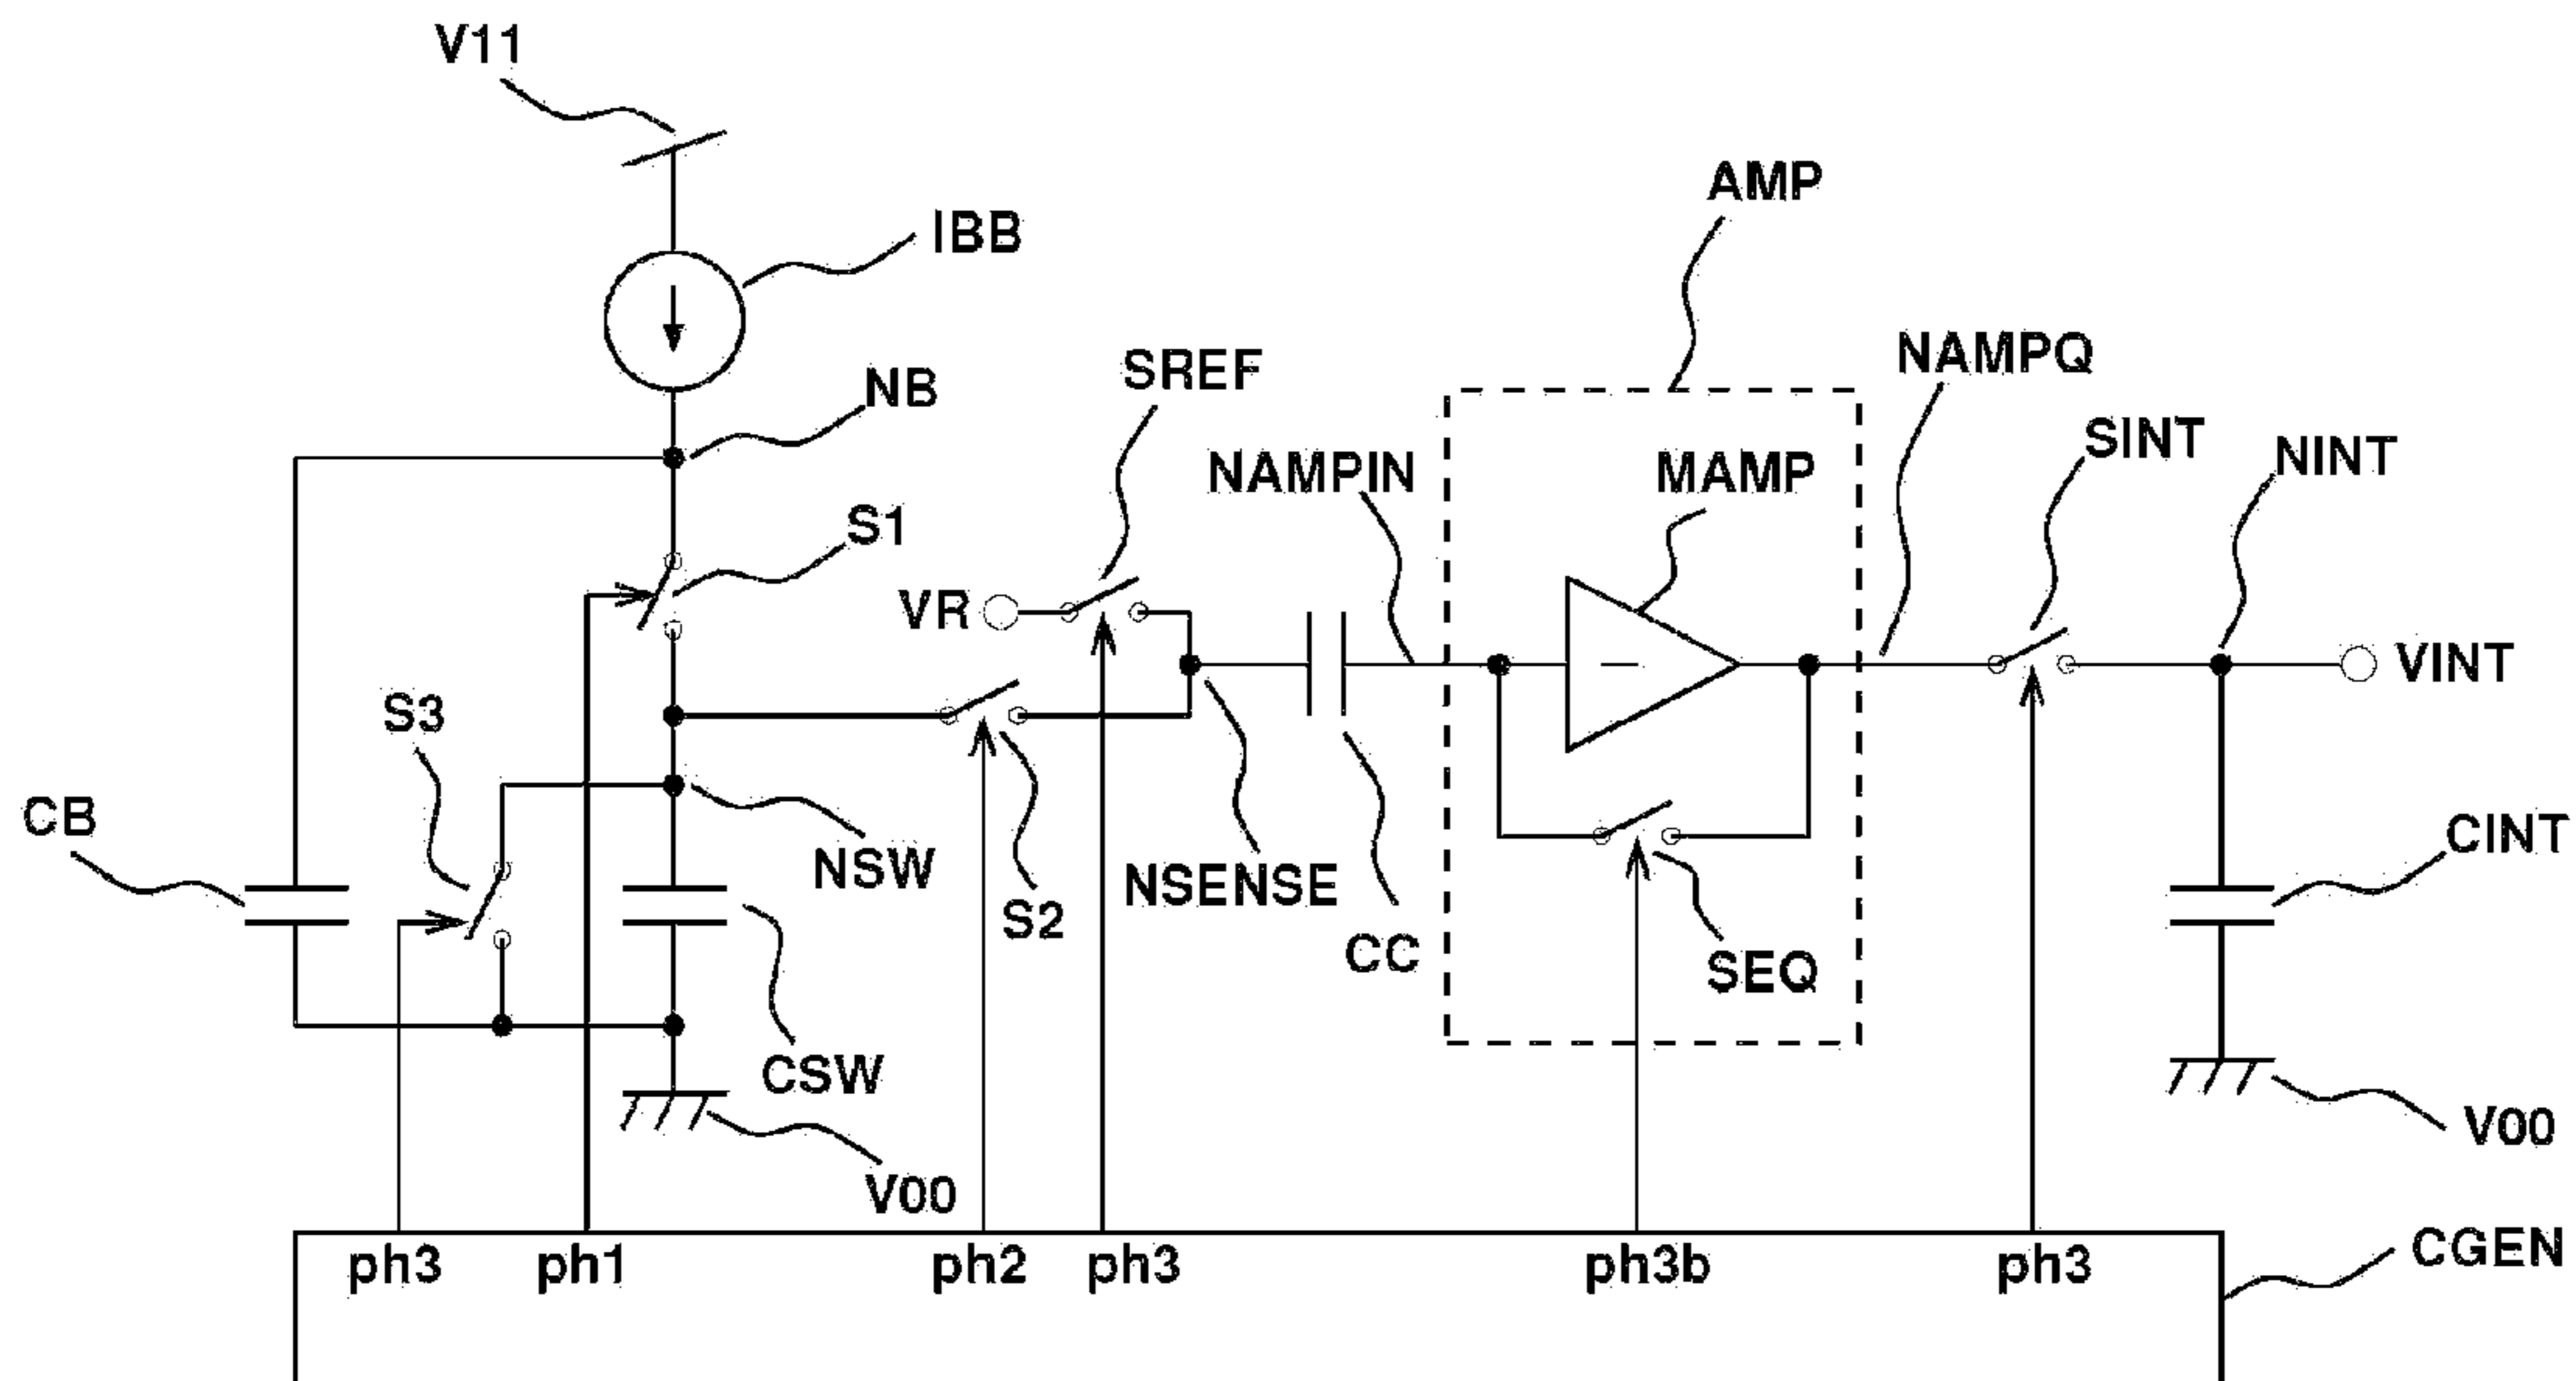 V11
AMP
IBB
NAMPQ
SREF
NB
SINT
NINT
NAMPIN
MAMP
S1
VR
VINT
S3
CB
CINT
NSW
NSENSE
S2
CC
SEQ
CSW
V00
V00
ph3
ph1
ph2
ph3
ph3b
ph3
CGEN